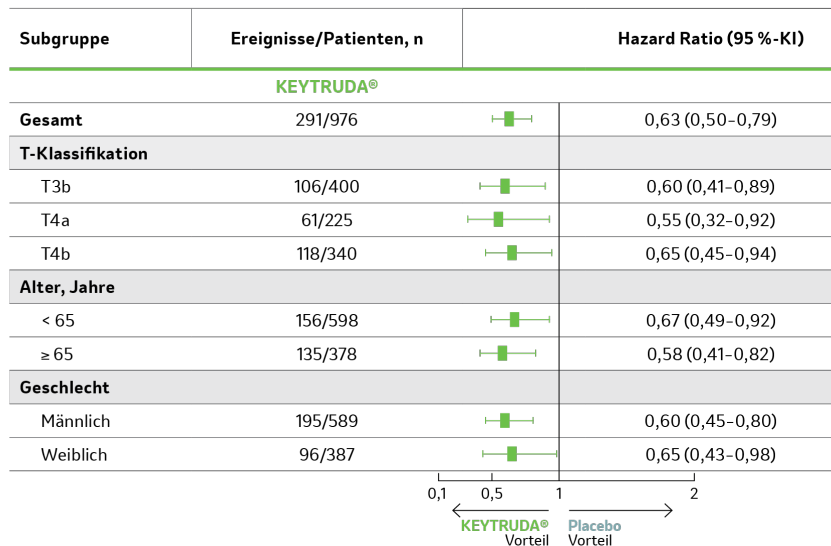 Subgruppe Ereignisse/Patienten, n Hazard Ratio (95 %-KI)
KEYTRUDA®
Gesamt 291/976 0,63 (0,50–0,79)
T-Klassifikation
T3b 106/400 0,60 (0,41–0,89)
T4a 61/225 0,55 (0,32–0,92)
T4b 118/340 0,65 (0,45–0,94)
Alter, Jahre
< 65 156/598 0,67 (0,49–0,92)
≥ 65 135/378 0,58 (0,41–0,82)
Geschlecht
Männlich 195/589 0,60 (0,45–0,80)
Weiblich 96/387 0,65 (0,43–0,98)
0,1 0,5 1 2
KEYTRUDA® Placebo
Vorteil Vorteil